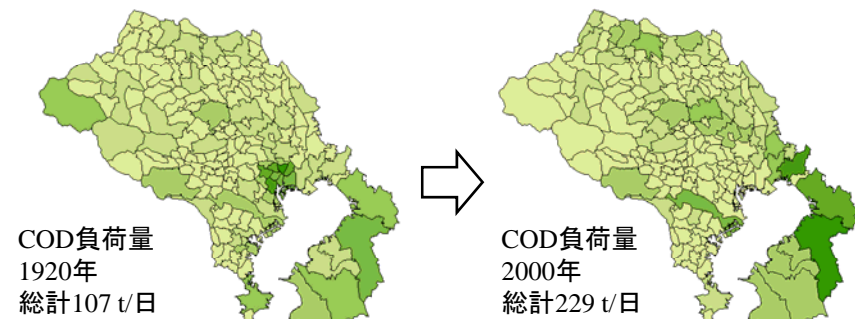 COD負荷量
1920年
総計107 t/日
COD負荷量
2000年
総計229 t/日